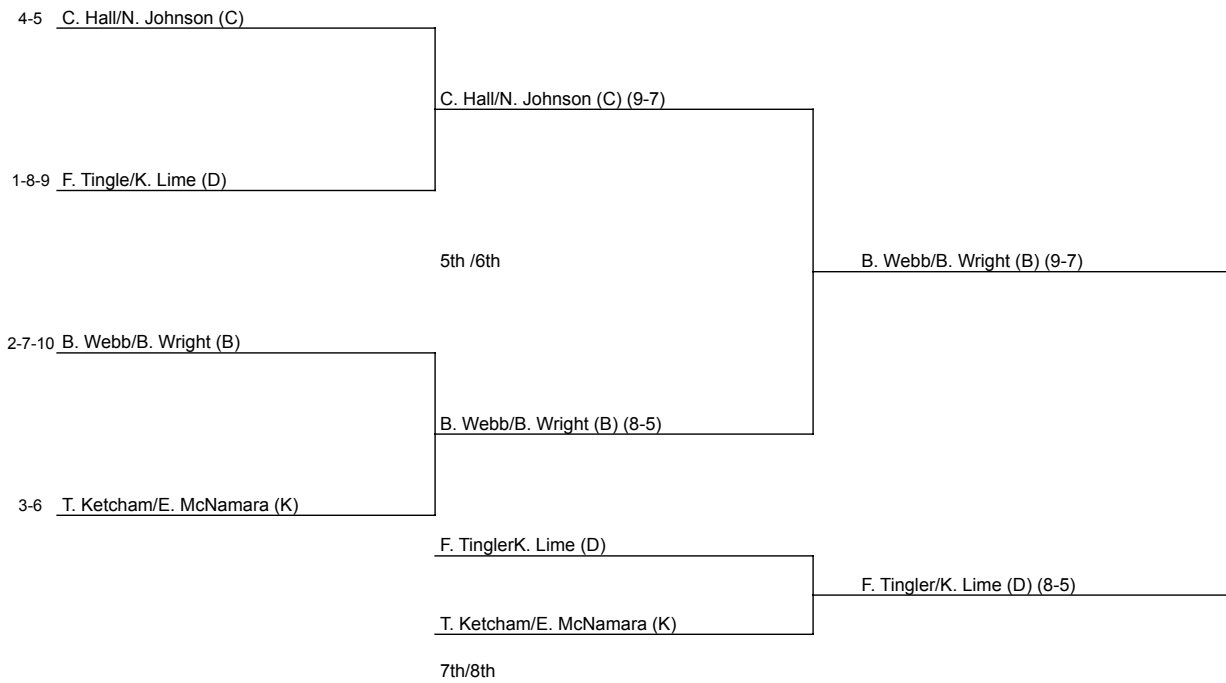 4-5 C. Hall/N. Johnson (C)
C. Hall/N. Johnson (C) (9-7)
1-8-9 F. Tingle/K. Lime (D)
5th /6th
B. Webb/B. Wright (B) (9-7)
2-7-10 B. Webb/B. Wright (B)
B. Webb/B. Wright (B) (8-5)
3-6 T. Ketcham/E. McNamara (K)
F. TinglerK. Lime (D)
F. Tingler/K. Lime (D) (8-5)
T. Ketcham/E. McNamara (K)
7th/8th